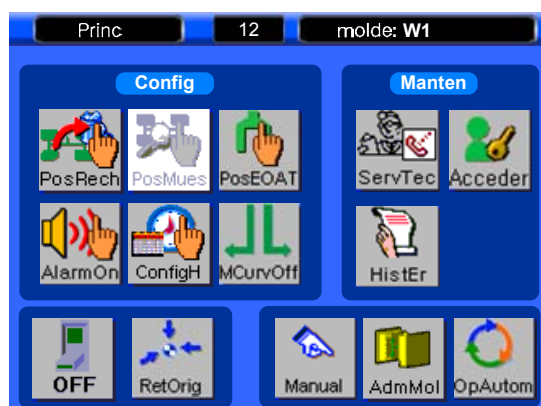 Princ 12 molde: W1
Config
PosRech PosMues PosEOAT
AlarmOn ConfigH MCurvOff
Manten
ServTec Acceder
HistEr
OFF RetOrig
Manual AdmMol OpAutom